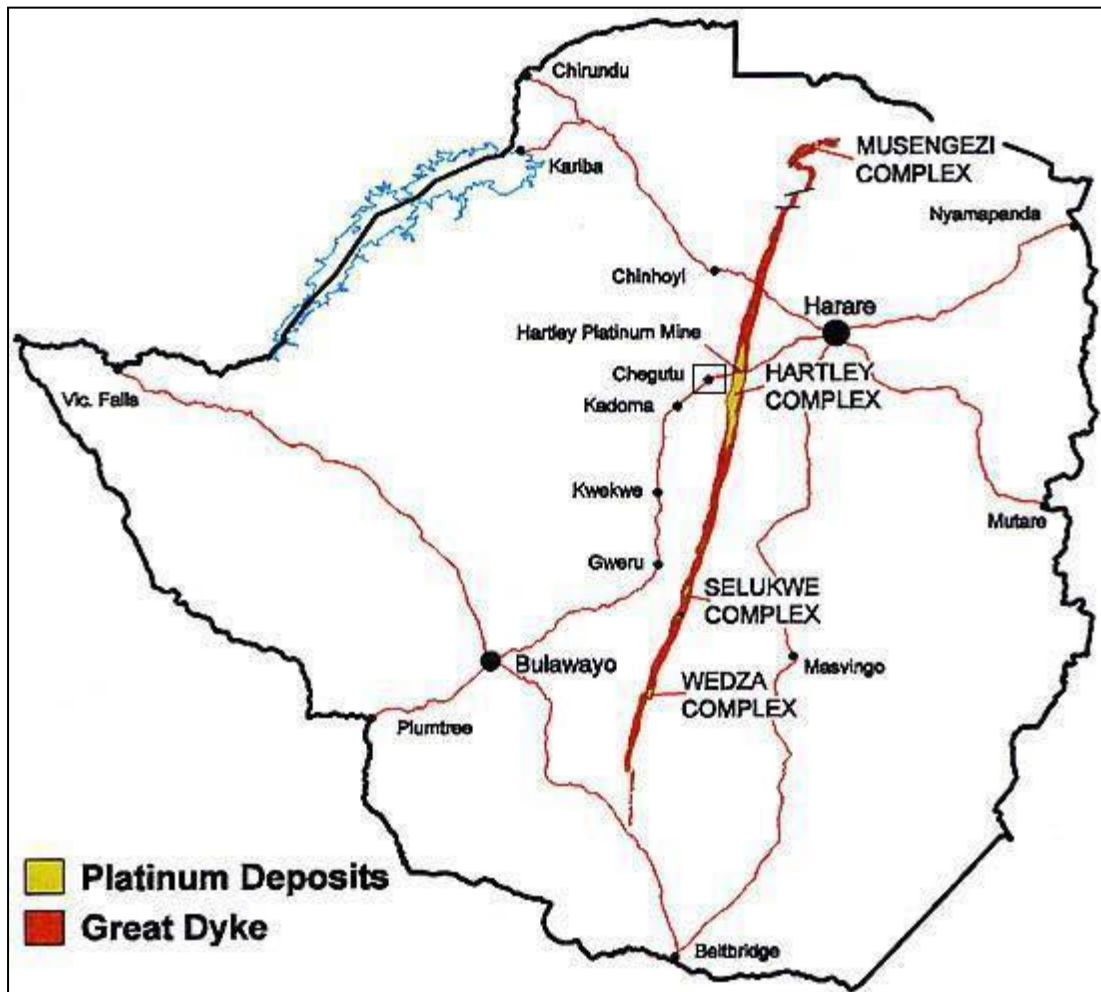 Chirundu
Kariba
MUSENGEZI
COMPLEX
Nyamapanda
Chinhoyi
Harare
Hartley Platinum Mine
Chegutu
HARTLEY
COMPLEX
Vic. Falls
Kadoma
Kwekwe
Mutare
Gweru
SELUKWE
COMPLEX
Bulawayo
Masvingo
WEDZA
COMPLEX
Plumtree
Platinum Deposits
Great Dyke
Beitbridge